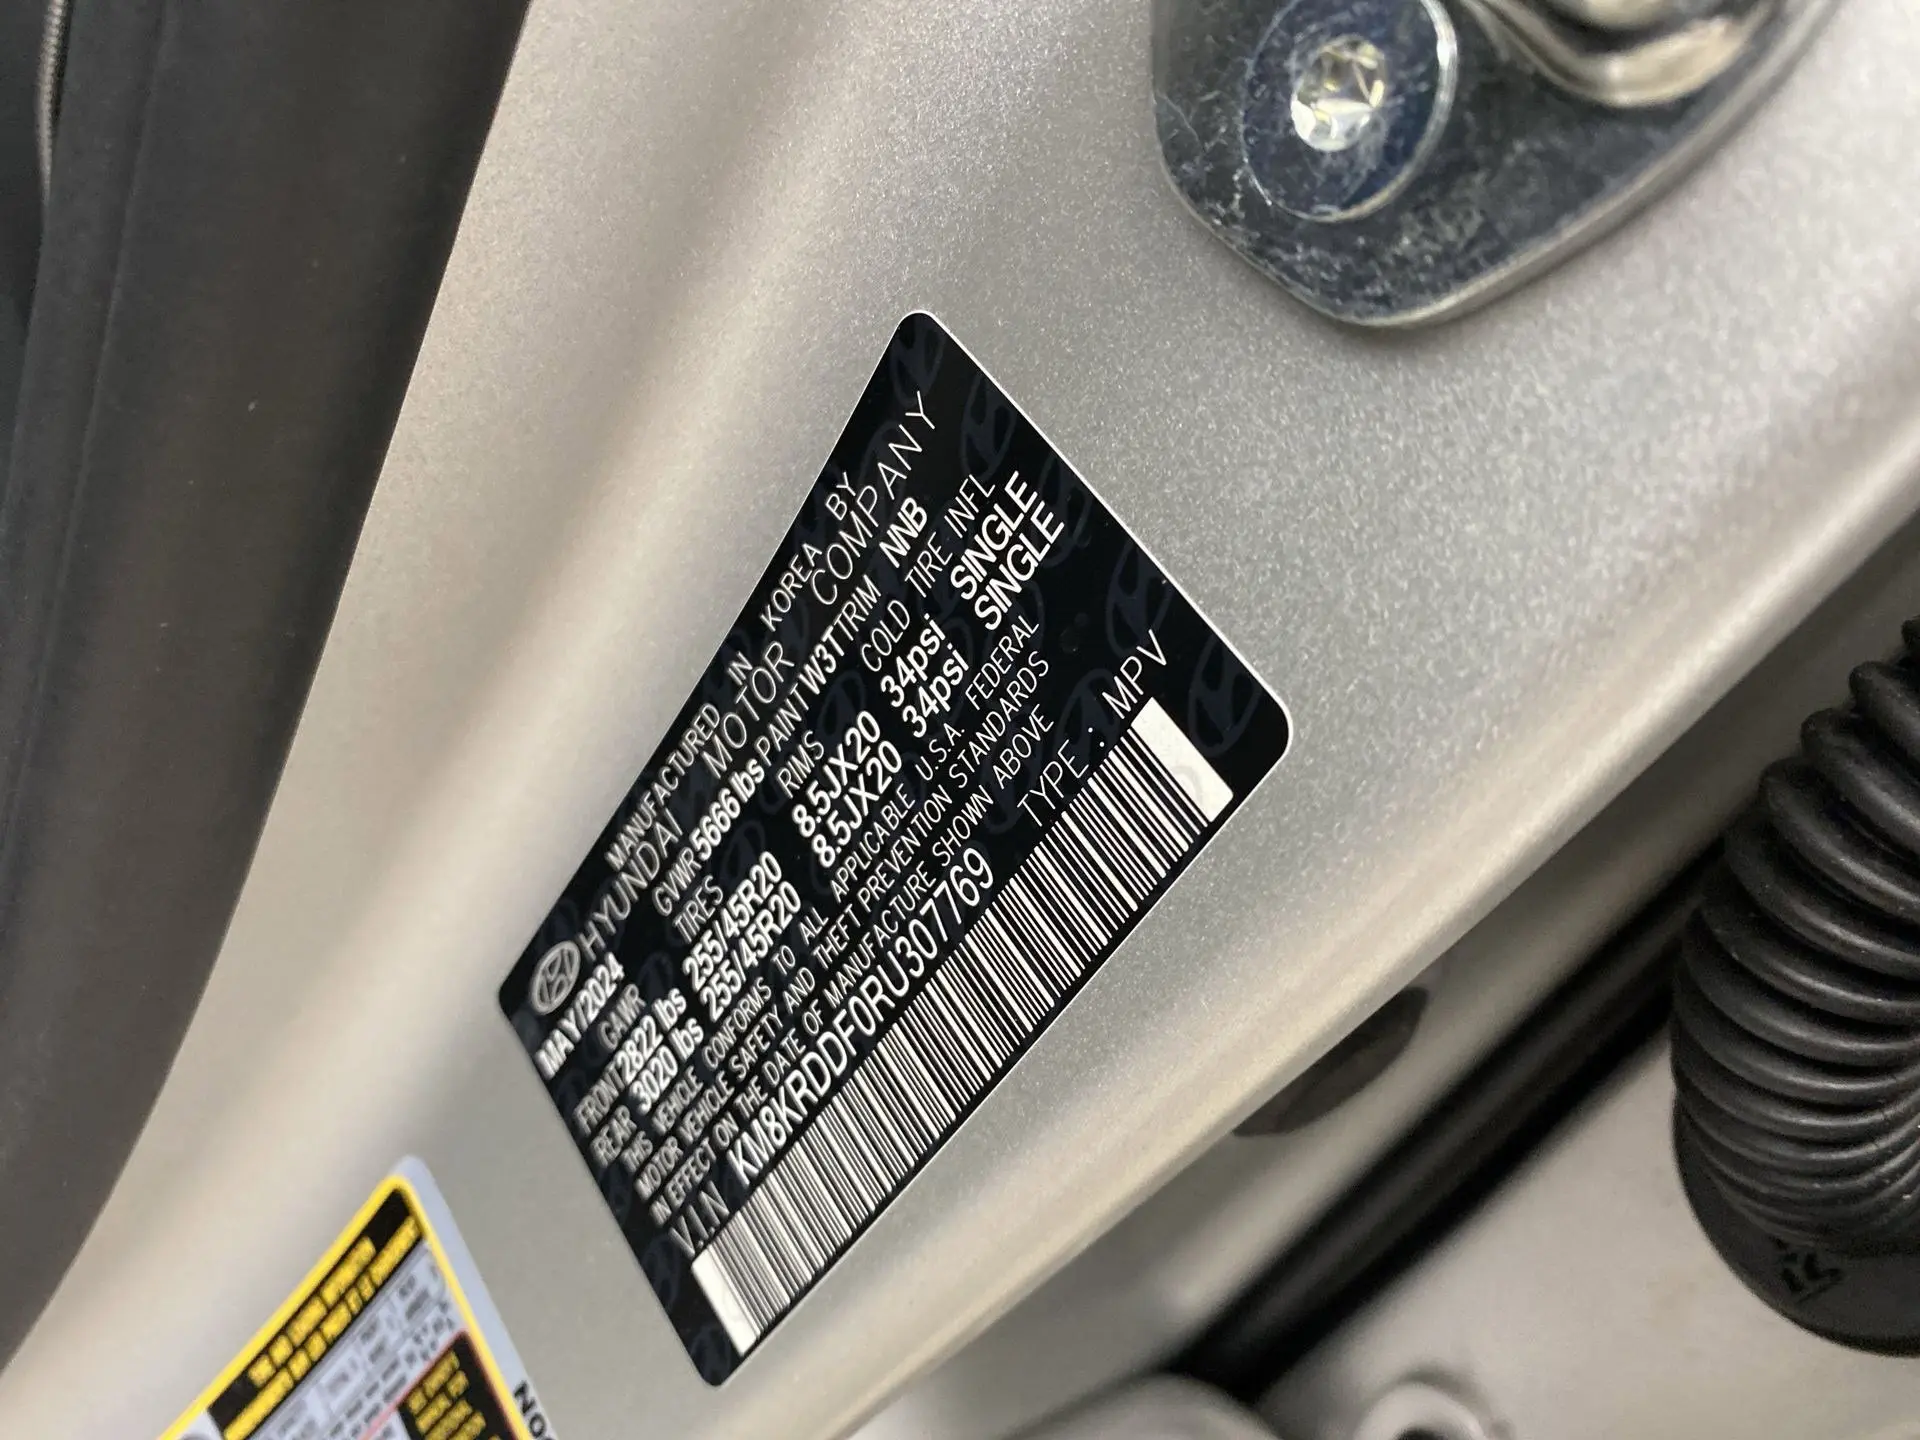 MANUFACTURED IN KOREA BY
HYUNDAI MOTOR COMPANY
MAY/2024 GVWR 5666 lbs PAINT W3T TRIM NNB
GAWR TIRES RIMS COLD TIRE INFL
FRONT 2822 lbs 255/45R20 8.5JX20 34psi SINGLE
REAR 3020 lbs 255/45R20 8.5JX20 34psi SINGLE
THIS VEHICLE CONFORMS TO ALL APPLICABLE U.S.A. FEDERAL
MOTOR VEHICLE SAFETY AND THEFT PREVENTION STANDARDS
IN EFFECT ON THE DATE OF MANUFACTURE SHOWN ABOVE
V.I.N KM8KRDDF0RU307769 TYPE : MPV